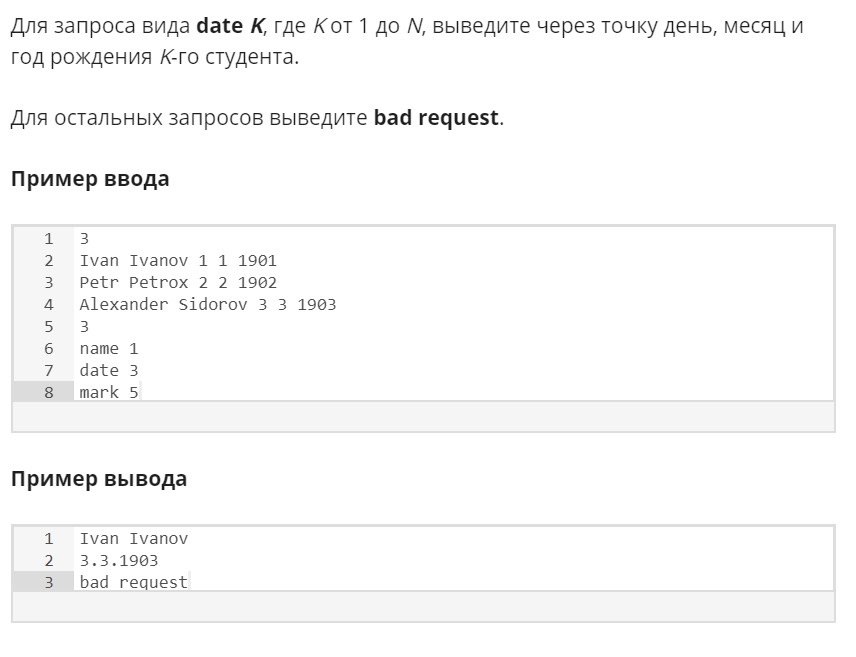 Для запроса вида date K, где K от 1 до N, выведите через точку день, месяц и
год рождения K-го студента.
Для остальных запросов выведите bad request.
Пример ввода
1 3
2 Ivan Ivanov 1 1 1901
3 Petr Petrox 2 2 1902
4 Alexander Sidorov 3 3 1903
5 3
6 name 1
7 date 3
8 mark 5
Пример вывода
1 Ivan Ivanov
2 3.3.1903
3 bad request